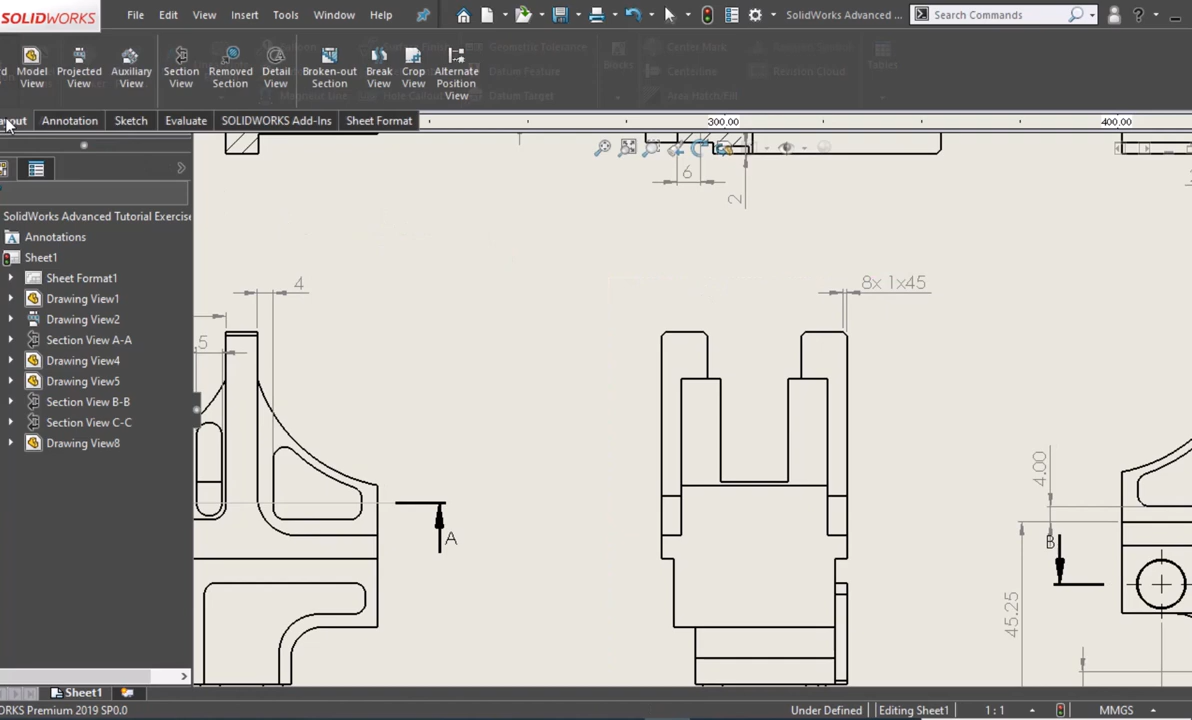 SOLIDWORKS File Edit View Insert Tools Window Help SolidWorks Advanced ... Search Commands ?
Model View
Projected View
Auxiliary View
Section View
Removed Section
Detail View
Broken-out Section
Break View
Crop View
Alternate Position View
Geometric Tolerance
Datum Feature
Datum Target
Blocks
Center Mark
Centerline
Area Hatch/Fill
Revision Cloud
Tables
Annotation Sketch Evaluate SOLIDWORKS Add-Ins Sheet Format
300.00 400.00
SolidWorks Advanced Tutorial Exercise
Annotations
Sheet1
Sheet Format1
Drawing View1
Drawing View2
Section View A-A
Drawing View4
Drawing View5
Section View B-B
Section View C-C
Drawing View8
6
2
4
8x 1x45
5
A
4.00
B
45.25
Sheet1
ORKS Premium 2019 SP0.0 Under Defined Editing Sheet1 1 : 1 MMGS